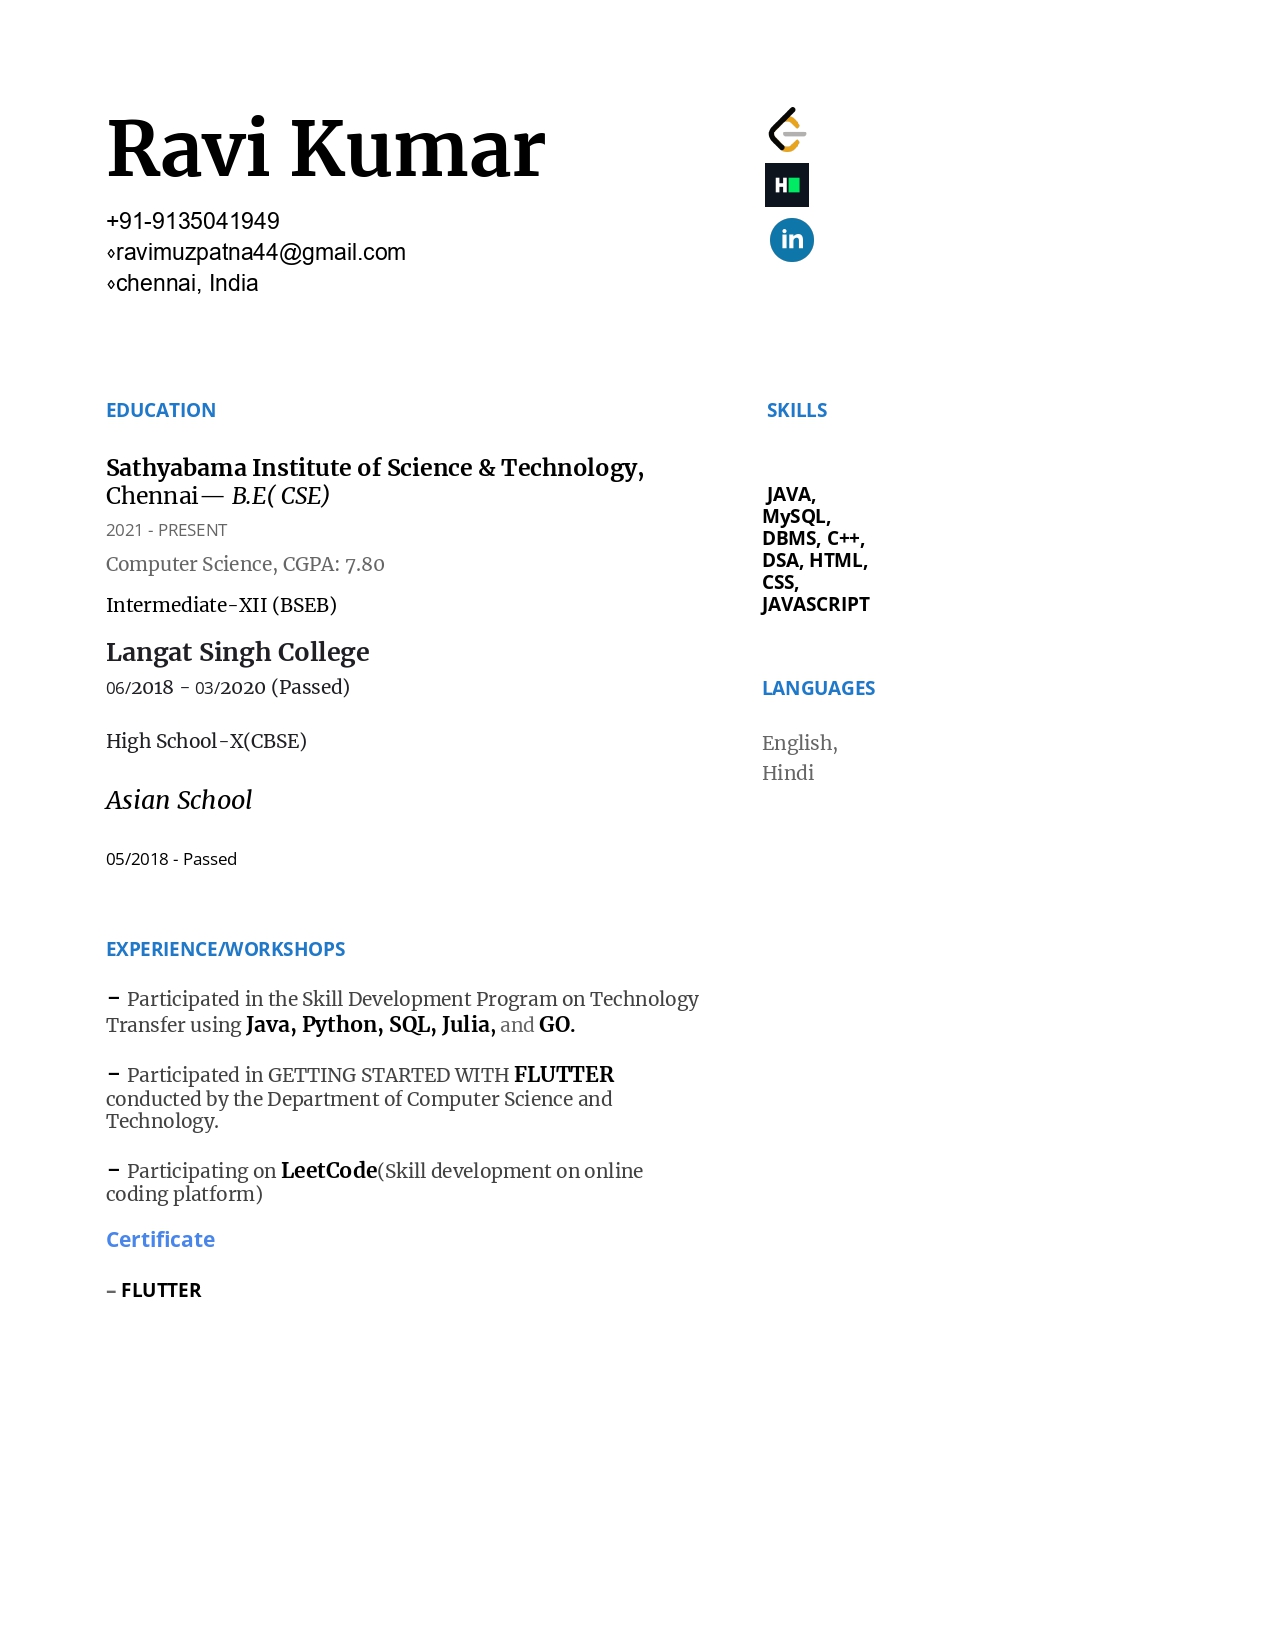 Ravi Kumar
+91-9135041949
◊ravimuzpatna44@gmail.com
◊chennai, India
H
in
EDUCATION
Sathyabama Institute of Science & Technology,
Chennai— B.E( CSE)
2021 - PRESENT
Computer Science, CGPA: 7.80
Intermediate-XII (BSEB)
Langat Singh College
06/2018 - 03/2020 (Passed)
High School-X(CBSE)
Asian School
05/2018 - Passed
EXPERIENCE/WORKSHOPS
- Participated in the Skill Development Program on Technology
Transfer using Java, Python, SQL, Julia, and GO.
- Participated in GETTING STARTED WITH FLUTTER
conducted by the Department of Computer Science and
Technology.
- Participating on LeetCode(Skill development on online
coding platform)
Certificate
– FLUTTER
SKILLS
JAVA,
MySQL,
DBMS, C++,
DSA, HTML,
CSS,
JAVASCRIPT
LANGUAGES
English,
Hindi